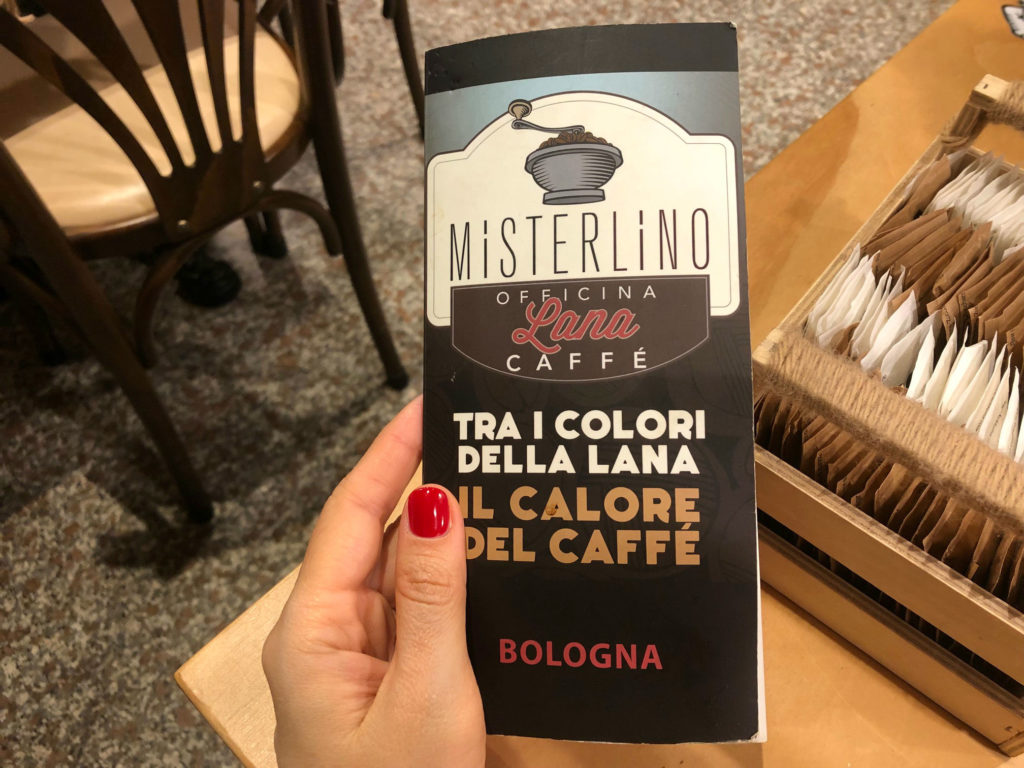 MiSTERLiNO
OFFICINA
Lana
CAFFÉ
TRA I COLORI
DELLA LANA
IL CALORE
DEL CAFFÉ
BOLOGNA